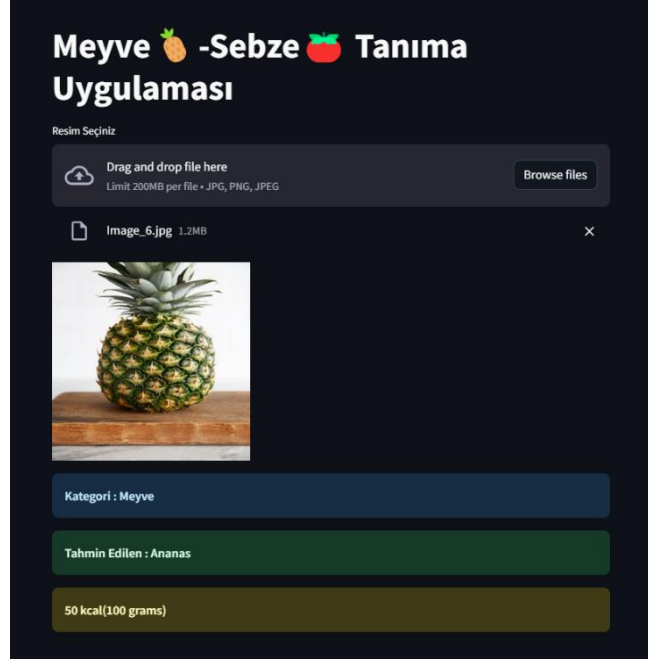 Meyve 🍍 -Sebze 🍅 Tanıma
Uygulaması
Resim Seçiniz
Drag and drop file here
Limit 200MB per file • JPG, PNG, JPEG
Browse files
Image_6.jpg 1.2MB
Kategori : Meyve
Tahmin Edilen : Ananas
50 kcal(100 grams)